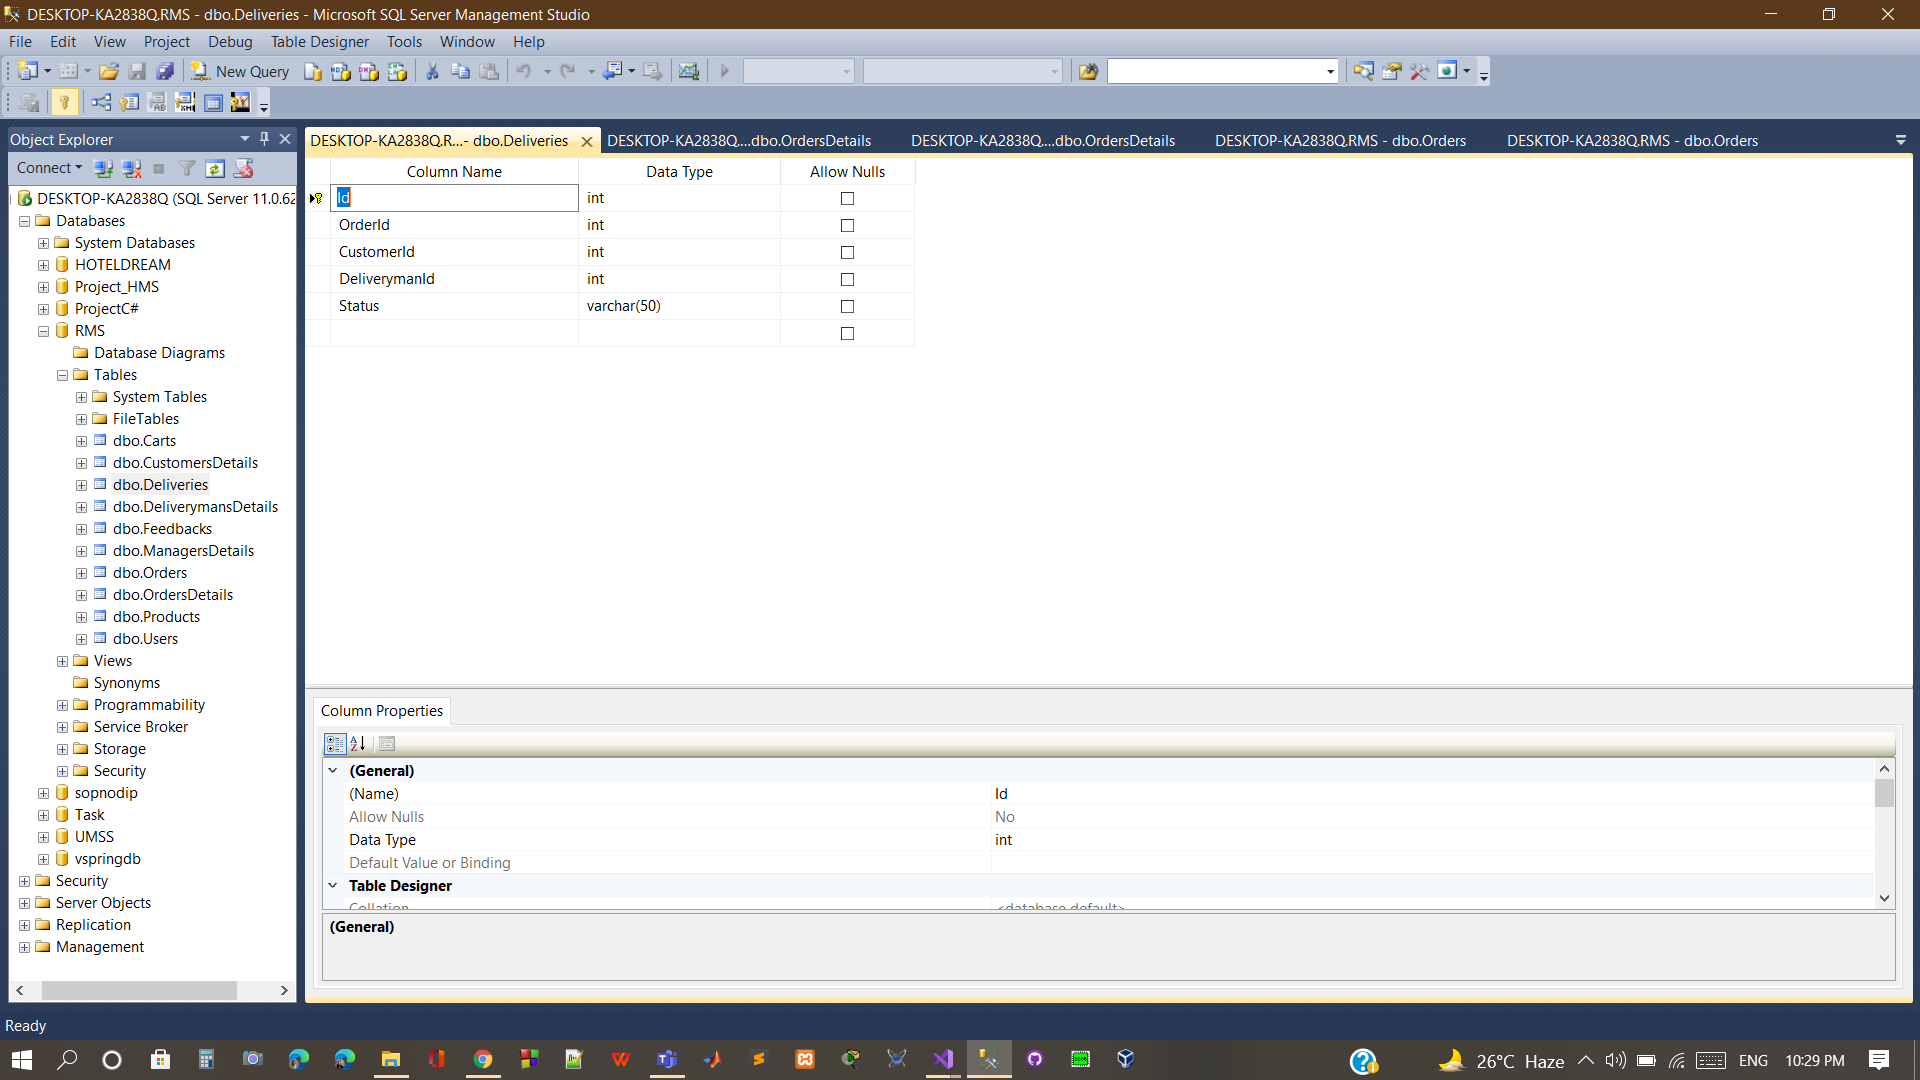 DESKTOP-KA2838Q.RMS - dbo.Deliveries - Microsoft SQL Server Management Studio
File Edit View Project Debug Table Designer Tools Window Help
New Query
Object Explorer
Connect
DESKTOP-KA2838Q (SQL Server 11.0.62
Databases
System Databases
HOTELDREAM
Project_HMS
ProjectC#
RMS
Database Diagrams
Tables
System Tables
FileTables
dbo.Carts
dbo.CustomersDetails
dbo.Deliveries
dbo.DeliverymansDetails
dbo.Feedbacks
dbo.ManagersDetails
dbo.Orders
dbo.OrdersDetails
dbo.Products
dbo.Users
Views
Synonyms
Programmability
Service Broker
Storage
Security
sopnodip
Task
UMSS
vspringdb
Security
Server Objects
Replication
Management
DESKTOP-KA2838Q.R...- dbo.Deliveries DESKTOP-KA2838Q....dbo.OrdersDetails DESKTOP-KA2838Q....dbo.OrdersDetails DESKTOP-KA2838Q.RMS - dbo.Orders DESKTOP-KA2838Q.RMS - dbo.Orders
Column Name Data Type Allow Nulls
Id int
OrderId int
CustomerId int
DeliverymanId int
Status varchar(50)
Column Properties
(General)
(Name) Id
Allow Nulls No
Data Type int
Default Value or Binding
Table Designer
Collation <database default>
(General)
Ready
26°C Haze ENG 10:29 PM